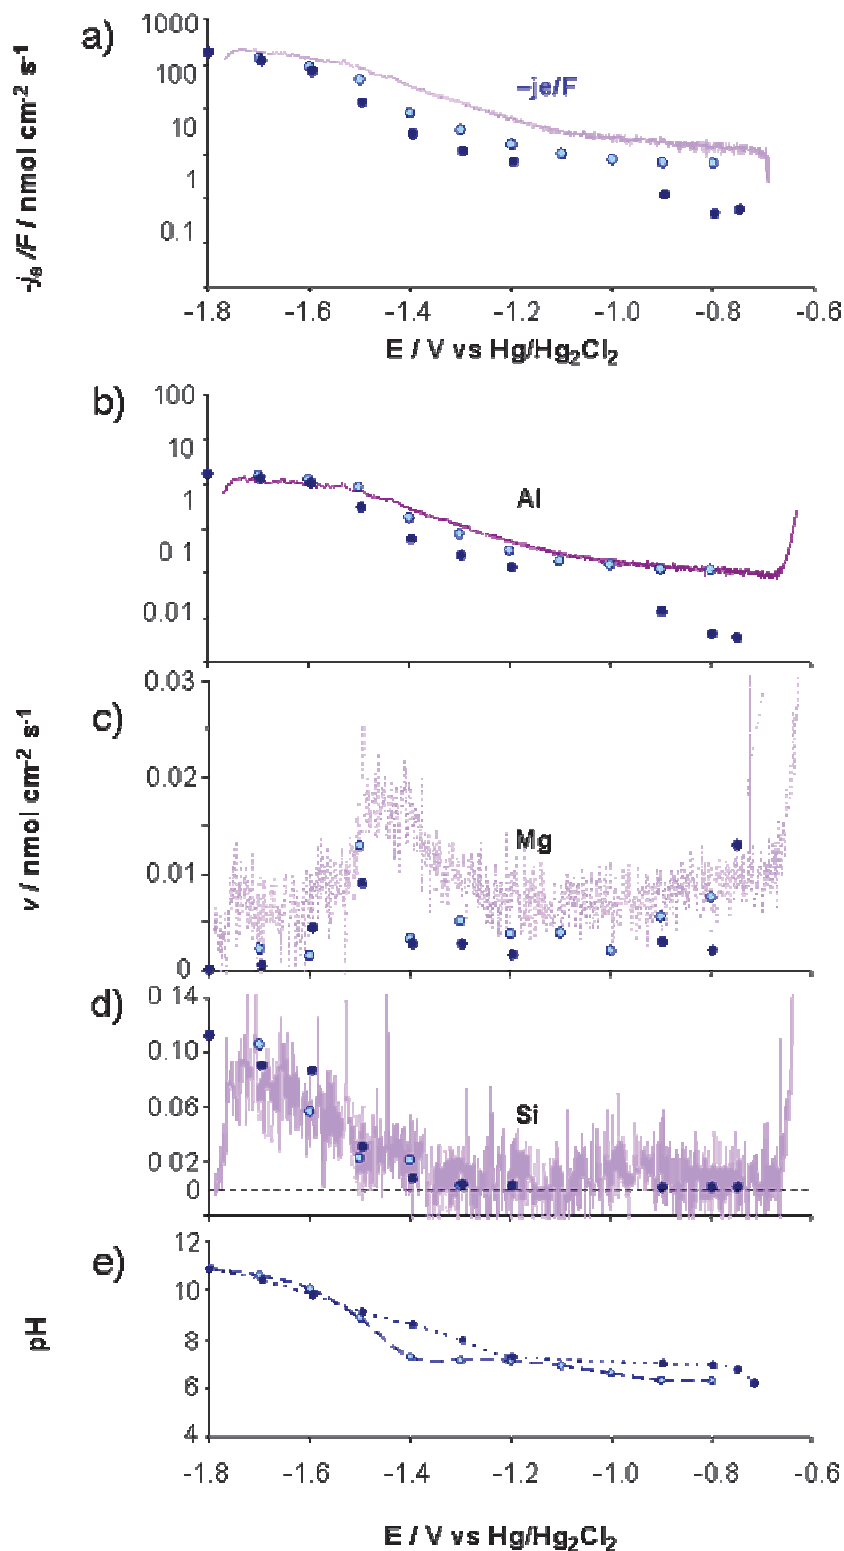 a)
1000
100
10
1
0.1
-je /F / nmol cm-2 s-1
–je/F
-1.8 -1.6 -1.4 -1.2 -1.0 -0.8 -0.6
E / V vs Hg/Hg2Cl2
b)
100
10
1
0.1
0.01
Al
v / nmol cm-2 s-1
c)
0.03
0.02
0.01
0
Mg
d)
0.14
0.10
0.06
0.02
0
Si
e)
12
10
8
6
4
pH
-1.8 -1.6 -1.4 -1.2 -1.0 -0.8 -0.6
E / V vs Hg/Hg2Cl2